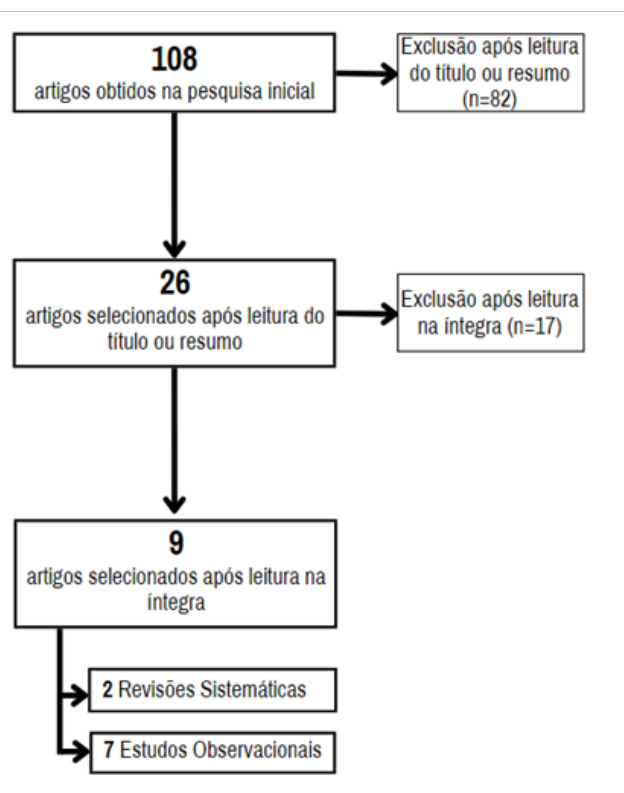 108
artigos obtidos na pesquisa inicial
Exclusão após leitura
do título ou resumo
(n=82)
26
artigos selecionados após leitura do
título ou resumo
Exclusão após leitura
na íntegra (n=17)
9
artigos selecionados após leitura na
íntegra
2 Revisões Sistemáticas
7 Estudos Observacionais